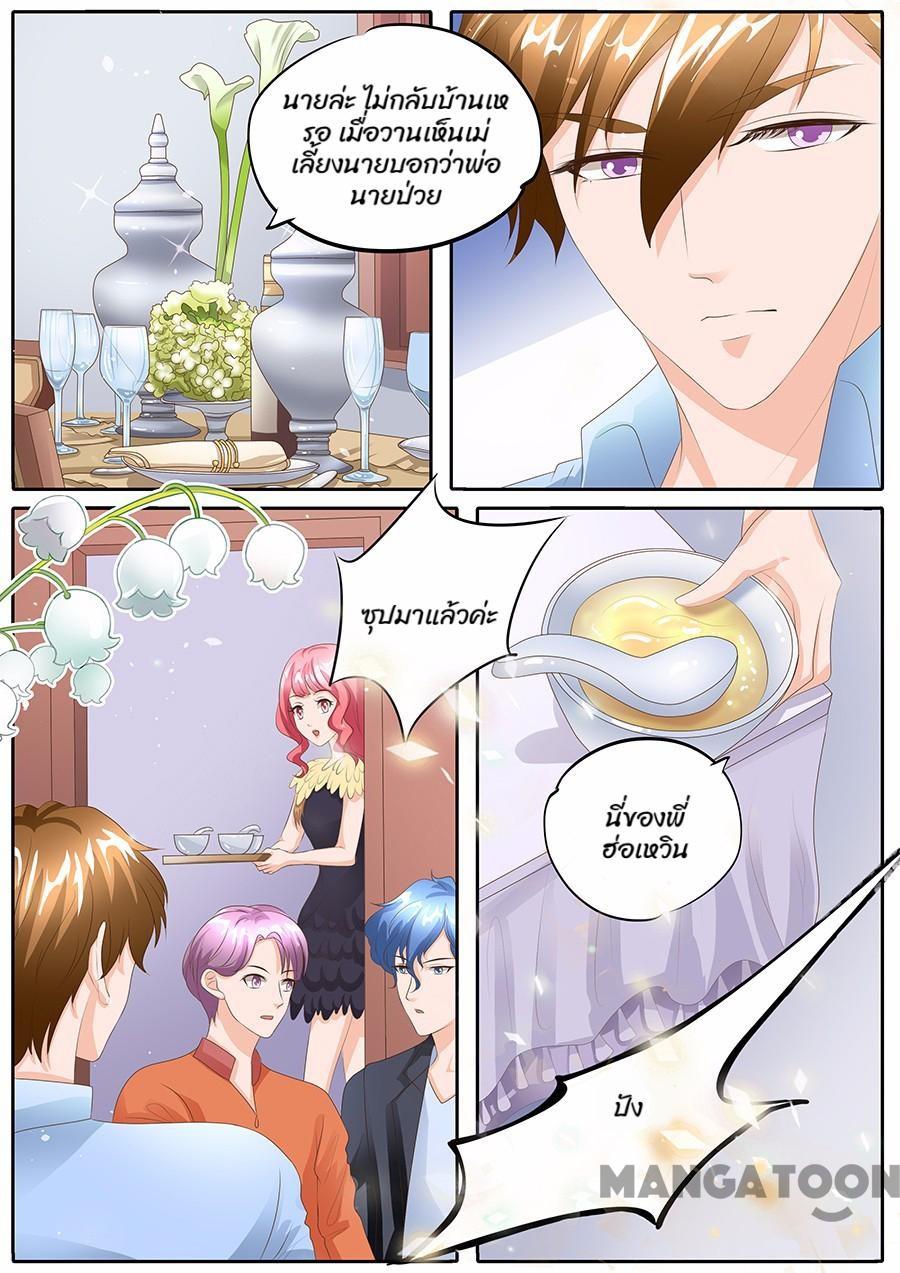 นายล่ะ ไม่กลับบ้านเห
รอ เมื่อวานเห็นแม่
เลี้ยงนายบอกว่าพ่อ
นายป่วย
ซุปมาแล้วค่ะ
นี่ของพี่
ฮ่อเหวิน
ปัง
MANGATOON